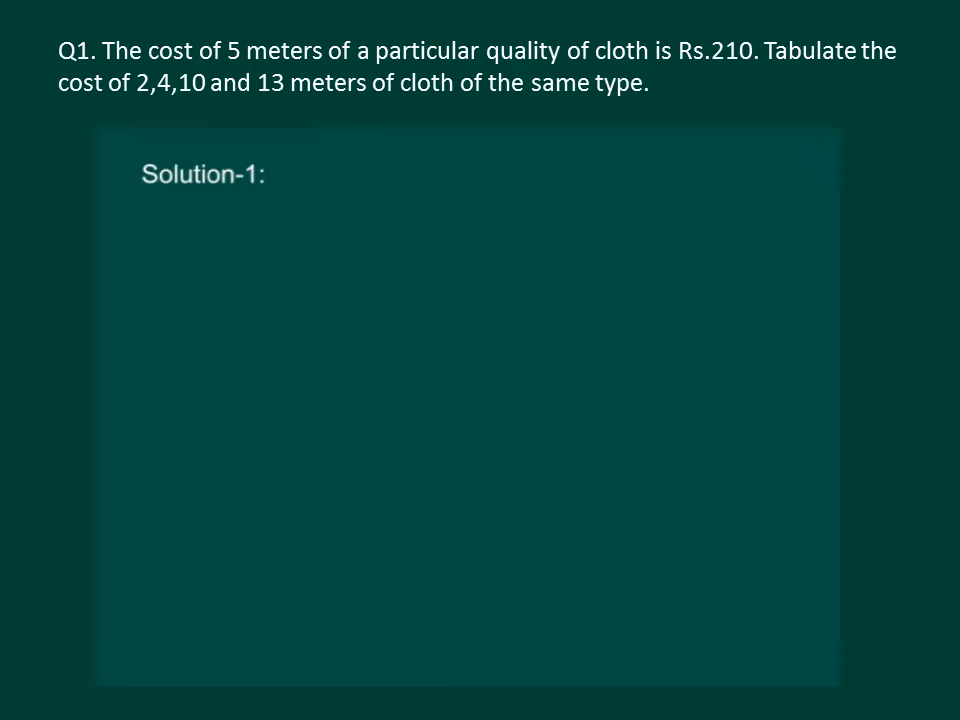 Q1. The cost of 5 meters of a particular quality of cloth is Rs.210. Tabulate the
cost of 2,4,10 and 13 meters of cloth of the same type.
Solution-1: